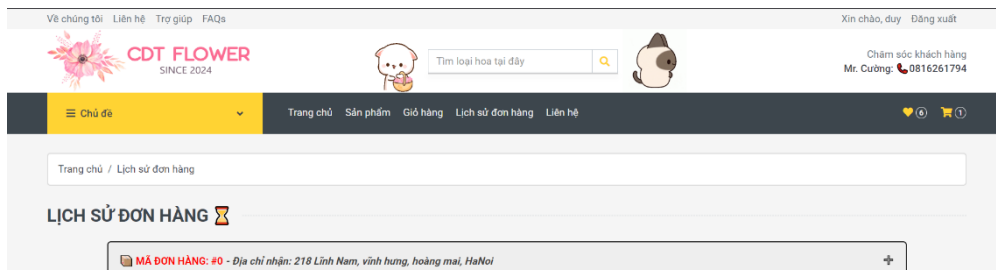 Về chúng tôi Liên hệ Trợ giúp FAQs
Xin chào, duy Đăng xuất
CDT FLOWER
SINCE 2024
Tìm loại hoa tại đây
Chăm sóc khách hàng
Mr. Cường: 0816261794
Chủ đề
Trang chủ Sản phẩm Giỏ hàng Lịch sử đơn hàng Liên hệ
6 1
Trang chủ / Lịch sử đơn hàng
LỊCH SỬ ĐƠN HÀNG
MÃ ĐƠN HÀNG: #0 - Địa chỉ nhận: 218 Lĩnh Nam, vĩnh hưng, hoàng mai, HaNoi